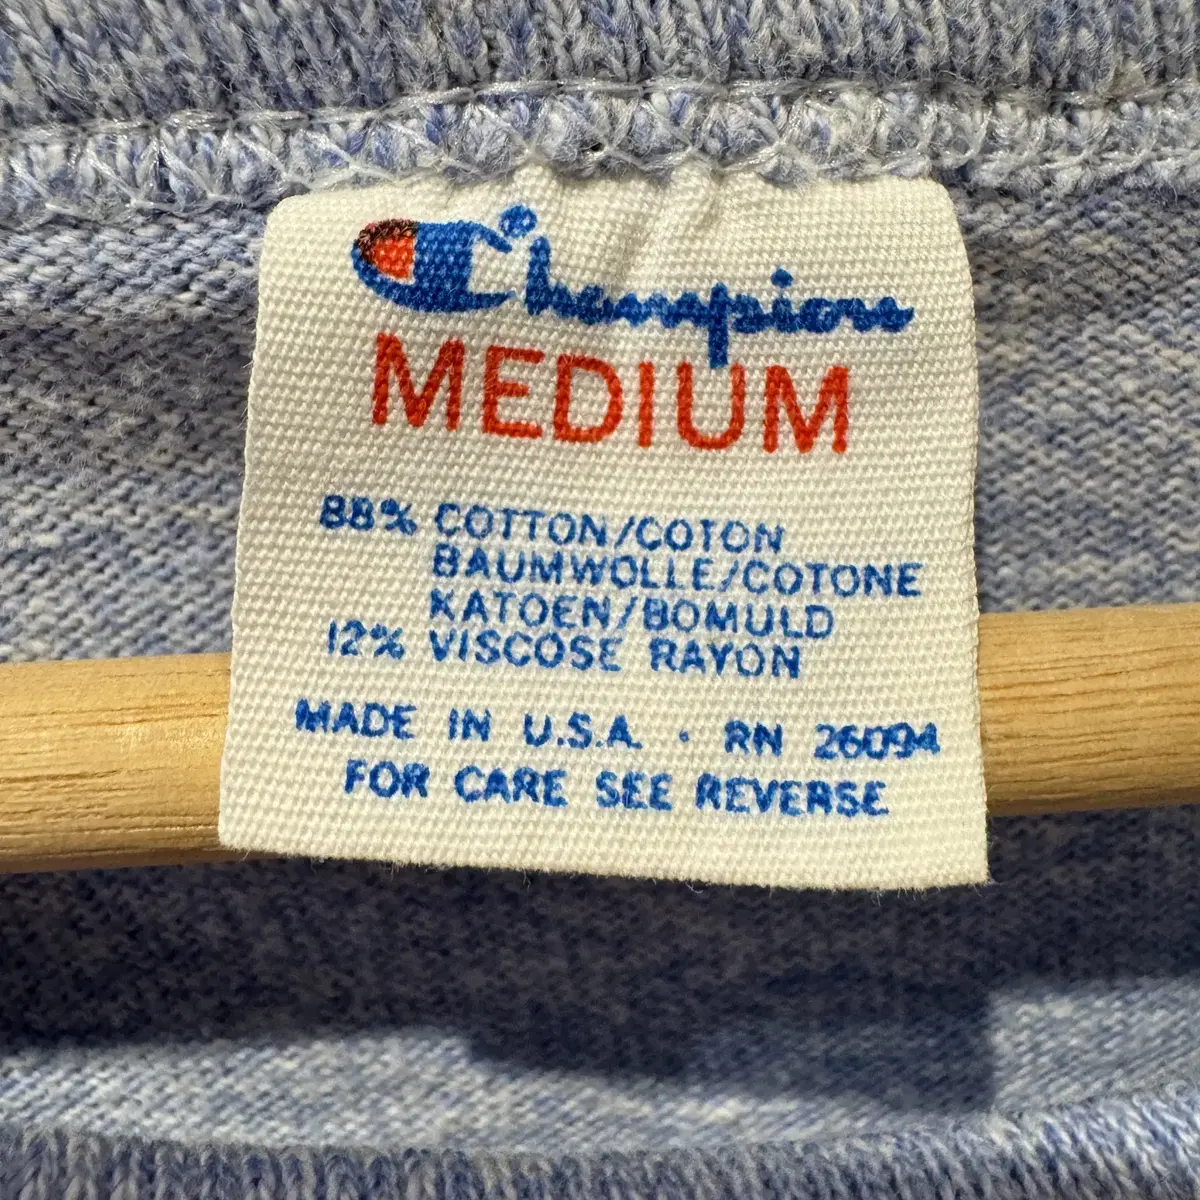 Champion
MEDIUM
88% COTTON/COTON
BAUMWOLLE/COTONE
KATOEN/BOMULD
12% VISCOSE RAYON
MADE IN U.S.A. · RN 26094
FOR CARE SEE REVERSE